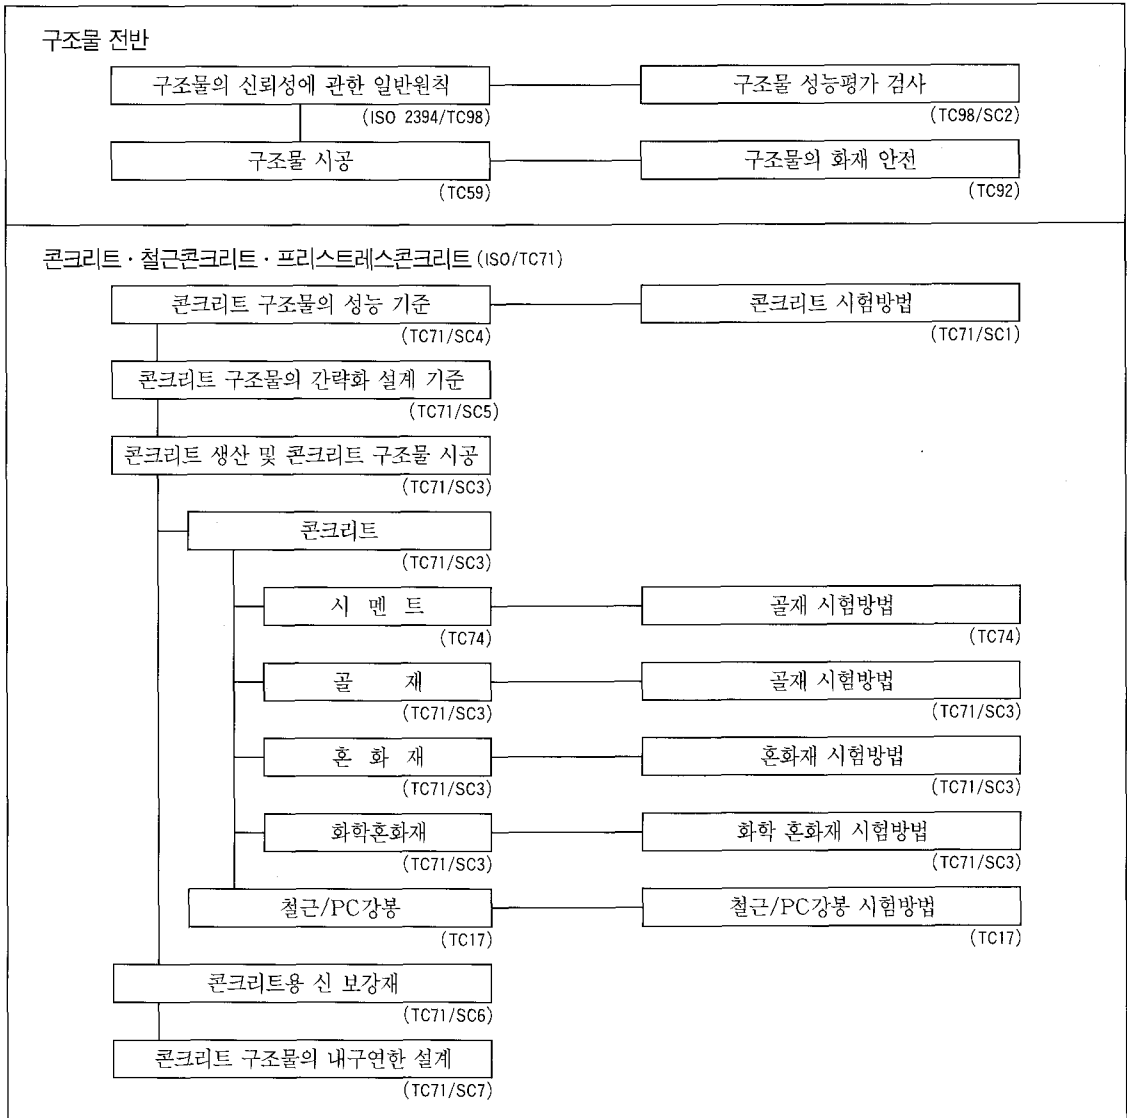 구조물 전반
구조물의 신뢰성에 관한 일반원칙 구조물 성능평가 검사
(ISO 2394/TC98) (TC98/SC2)
구조물 시공 구조물의 화재 안전
(TC59) (TC92)
콘크리트 · 철근콘크리트 · 프리스트레스콘크리트 (ISO/TC71)
콘크리트 구조물의 성능 기준 콘크리트 시험방법
(TC71/SC4) (TC71/SC1)
콘크리트 구조물의 간략화 설계 기준
(TC71/SC5)
콘크리트 생산 및 콘크리트 구조물 시공
(TC71/SC3)
콘크리트
(TC71/SC3)
시 멘 트 골재 시험방법
(TC74) (TC74)
골 재 골재 시험방법
(TC71/SC3) (TC71/SC3)
혼 화 재 혼화재 시험방법
(TC71/SC3) (TC71/SC3)
화학혼화재 화학 혼화재 시험방법
(TC71/SC3) (TC71/SC3)
철근/PC강봉 철근/PC강봉 시험방법
(TC17) (TC17)
콘크리트용 신 보강재
(TC71/SC6)
콘크리트 구조물의 내구연한 설계
(TC71/SC7)